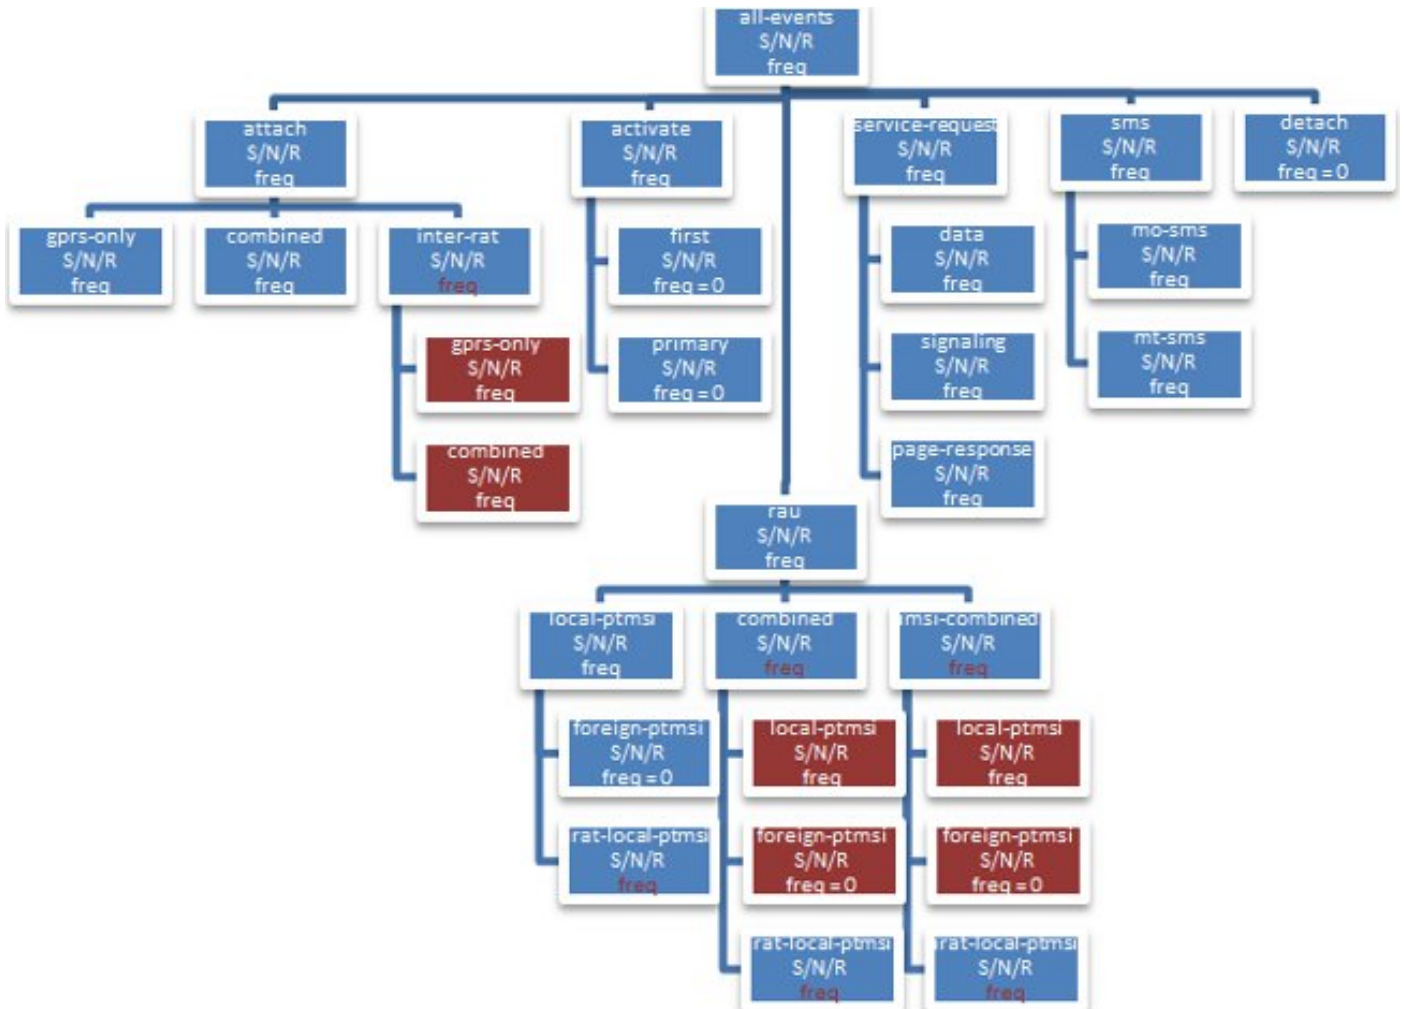 all-events
S/N/R
freq
attach
S/N/R
freq
activate
S/N/R
freq
service-request
S/N/R
freq
sms
S/N/R
freq
detach
S/N/R
freq = 0
gprs-only
S/N/R
freq
combined
S/N/R
freq
inter-rat
S/N/R
freq
first
S/N/R
freq = 0
data
S/N/R
freq
mo-sms
S/N/R
freq
gprs-only
S/N/R
freq
primary
S/N/R
freq = 0
signaling
S/N/R
freq
mt-sms
S/N/R
freq
combined
S/N/R
freq
page-response
S/N/R
freq
rau
S/N/R
freq
local-ptmsi
S/N/R
freq
combined
S/N/R
freq
imsi-combined
S/N/R
freq
foreign-ptmsi
S/N/R
freq = 0
local-ptmsi
S/N/R
freq
local-ptmsi
S/N/R
freq
irat-local-ptmsi
S/N/R
freq
foreign-ptmsi
S/N/R
freq = 0
foreign-ptmsi
S/N/R
freq = 0
irat-local-ptmsi
S/N/R
freq
irat-local-ptmsi
S/N/R
freq